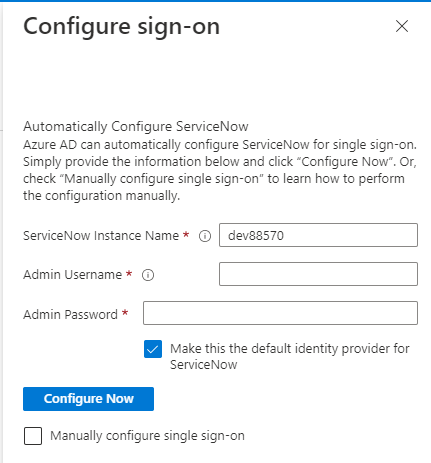 Configure sign-on
Automatically Configure ServiceNow
Azure AD can automatically configure ServiceNow for single sign-on.
Simply provide the information below and click “Configure Now”. Or,
check “Manually configure single sign-on” to learn how to perform
the configuration manually.
ServiceNow Instance Name * dev88570
Admin Username *
Admin Password *
Make this the default identity provider for
ServiceNow
Configure Now
Manually configure single sign-on